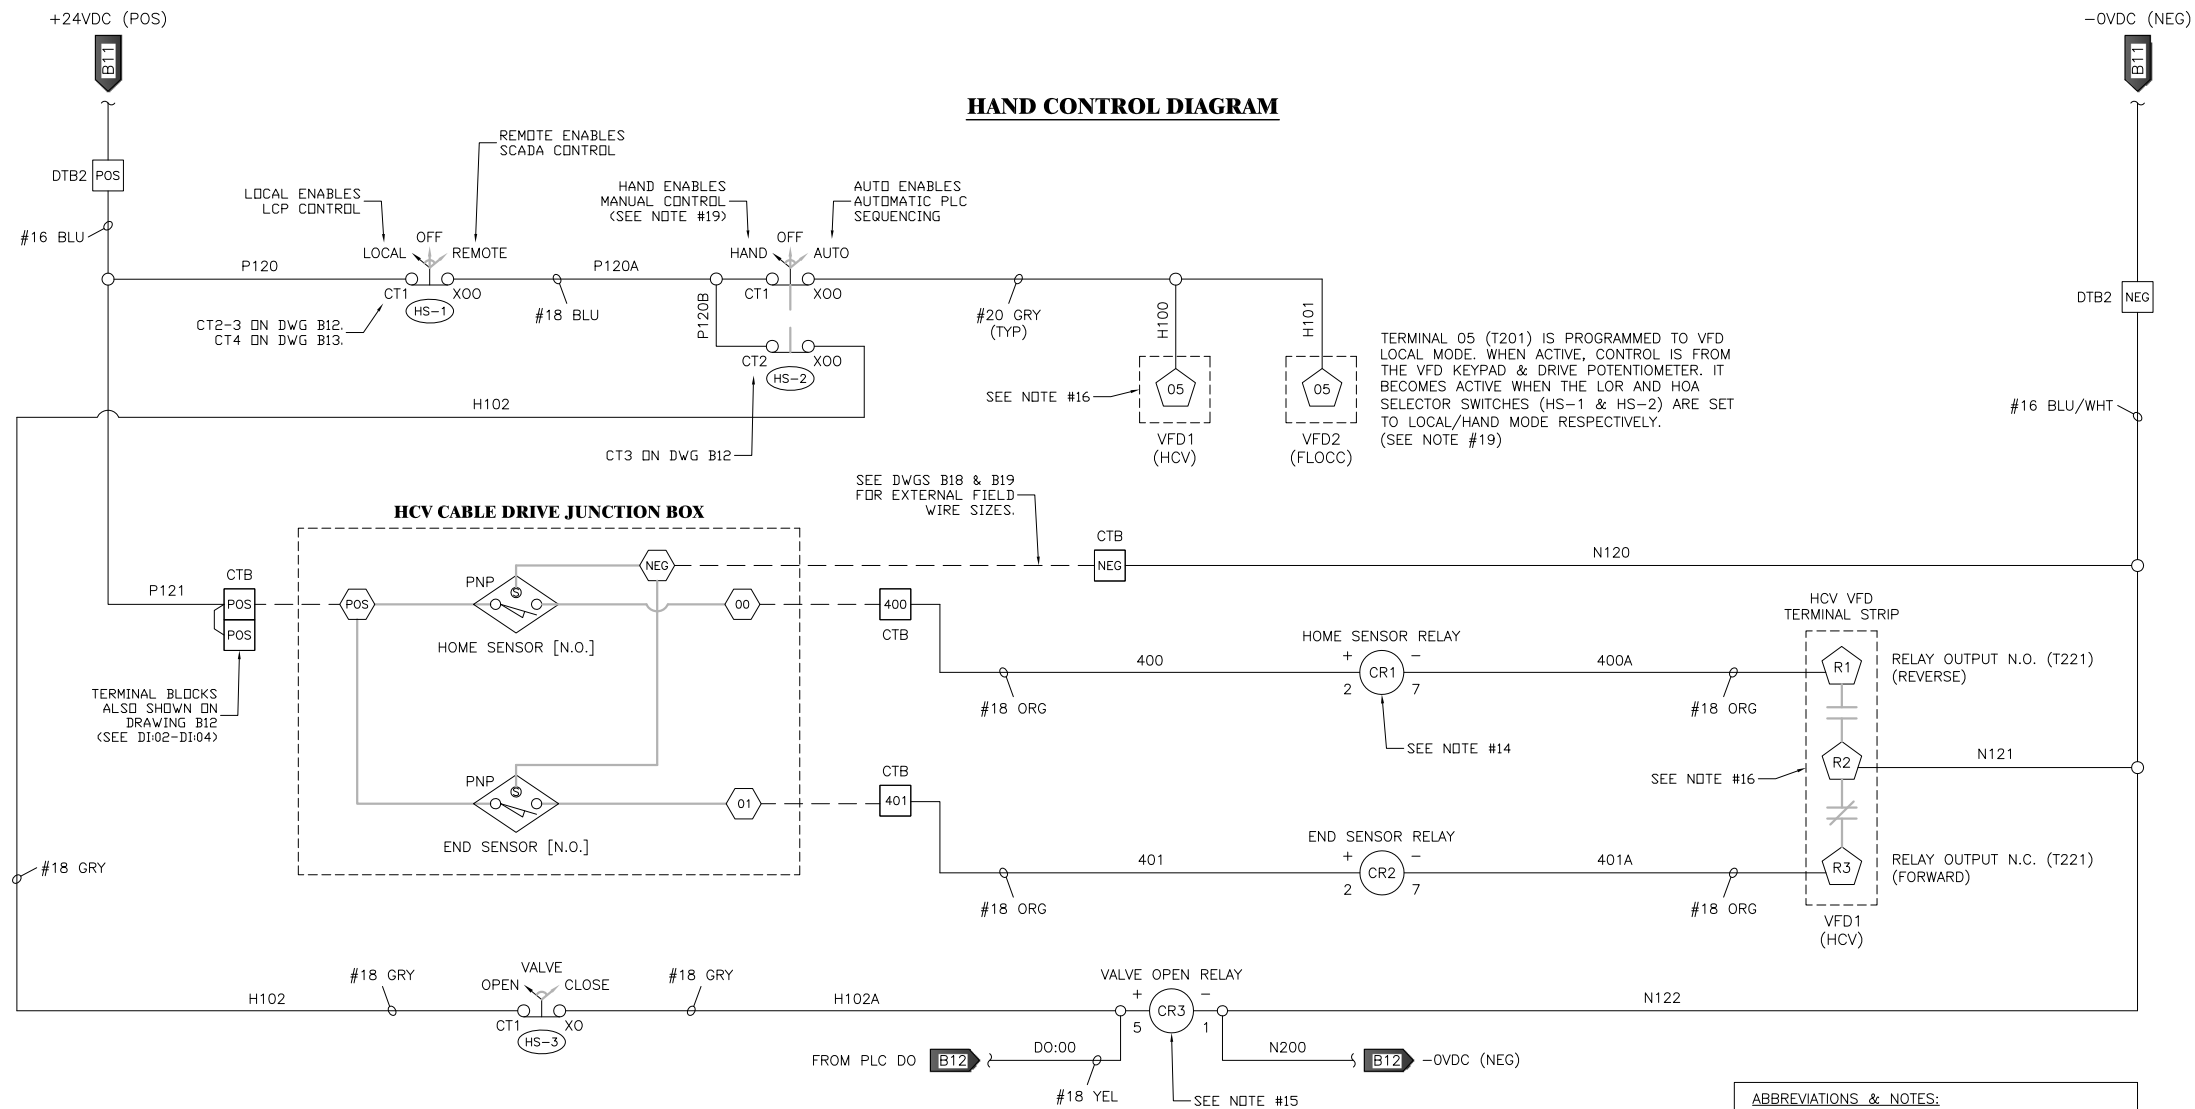 +24VDC (POS)
-0VDC (NEG)
B11
B11
HAND CONTROL DIAGRAM
REMOTE ENABLES
SCADA CONTROL
DTB2
POS
LOCAL ENABLES
LCP CONTROL
HAND ENABLES
MANUAL CONTROL
(SEE NOTE #19)
AUTO ENABLES
AUTOMATIC PLC
SEQUENCING
#16 BLU
OFF
LOCAL
REMOTE
OFF
HAND
AUTO
P120
P120A
CT1
X00
HS-1
#18 BLU
P120B
CT1
X00
#20 GRY
(TYP)
H100
H101
DTB2
NEG
CT2-3 ON DWG B12.
CT4 ON DWG B13.
CT2
X00
HS-2
05
05
SEE NOTE #16
VFD1
(HCV)
VFD2
(FLOCC)
TERMINAL 05 (T201) IS PROGRAMMED TO VFD
LOCAL MODE. WHEN ACTIVE, CONTROL IS FROM
THE VFD KEYPAD & DRIVE POTENTIOMETER. IT
BECOMES ACTIVE WHEN THE LOR AND HOA
SELECTOR SWITCHES (HS-1 & HS-2) ARE SET
TO LOCAL/HAND MODE RESPECTIVELY.
(SEE NOTE #19)
#16 BLU/WHT
H102
CT3 ON DWG B12
SEE DWGS B18 & B19
FOR EXTERNAL FIELD
WIRE SIZES.
HCV CABLE DRIVE JUNCTION BOX
CTB
NEG
N120
NEG
P121
CTB
POS
POS
POS
PNP
S
00
400
CTB
HOME SENSOR [N.O.]
HCV VFD
TERMINAL STRIP
HOME SENSOR RELAY
400
+
-
CR1
2
7
400A
R1
RELAY OUTPUT N.O. (T221)
(REVERSE)
TERMINAL BLOCKS
ALSO SHOWN ON
DRAWING B12
(SEE DI:02-DI:04)
#18 ORG
#18 ORG
SEE NOTE #14
N121
R2
SEE NOTE #16
PNP
S
01
CTB
401
END SENSOR [N.O.]
END SENSOR RELAY
401
+
-
CR2
2
7
401A
R3
RELAY OUTPUT N.C. (T221)
(FORWARD)
#18 GRY
#18 ORG
#18 ORG
VFD1
(HCV)
#18 GRY
VALVE
OPEN
CLOSE
#18 GRY
VALVE OPEN RELAY
H102
CT1
XO
HS-3
H102A
+
-
CR3
5
1
N122
FROM PLC DO
B12
DO:00
N200
B12
-0VDC (NEG)
#18 YEL
SEE NOTE #15
ABBREVIATIONS & NOTES: